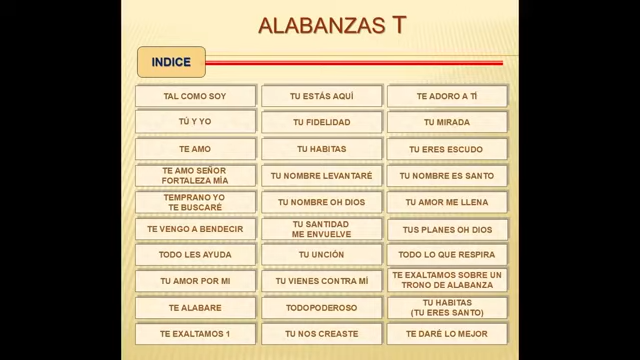 ALABANZAS T
INDICE
TAL COMO SOY
TU ESTÁS AQUÍ
TE ADORO A TÍ
TÚ Y YO
TU FIDELIDAD
TU MIRADA
TE AMO
TU HABITAS
TU ERES ESCUDO
TE AMO SEÑOR
FORTALEZA MÍA
TU NOMBRE LEVANTARÉ
TU NOMBRE ES SANTO
TEMPRANO YO
TE BUSCARÉ
TU NOMBRE OH DIOS
TU AMOR ME LLENA
TE VENGO A BENDECIR
TU SANTIDAD
ME ENVUELVE
TUS PLANES OH DIOS
TODO LES AYUDA
TU UNCIÓN
TODO LO QUE RESPIRA
TU AMOR POR MI
TU VIENES CONTRA MÍ
TE EXALTAMOS SOBRE UN
TRONO DE ALABANZA
TE ALABARE
TODOPODEROSO
TU HABITAS
(TU ERES SANTO)
TE EXALTAMOS 1
TU NOS CREASTE
TE DARÉ LO MEJOR